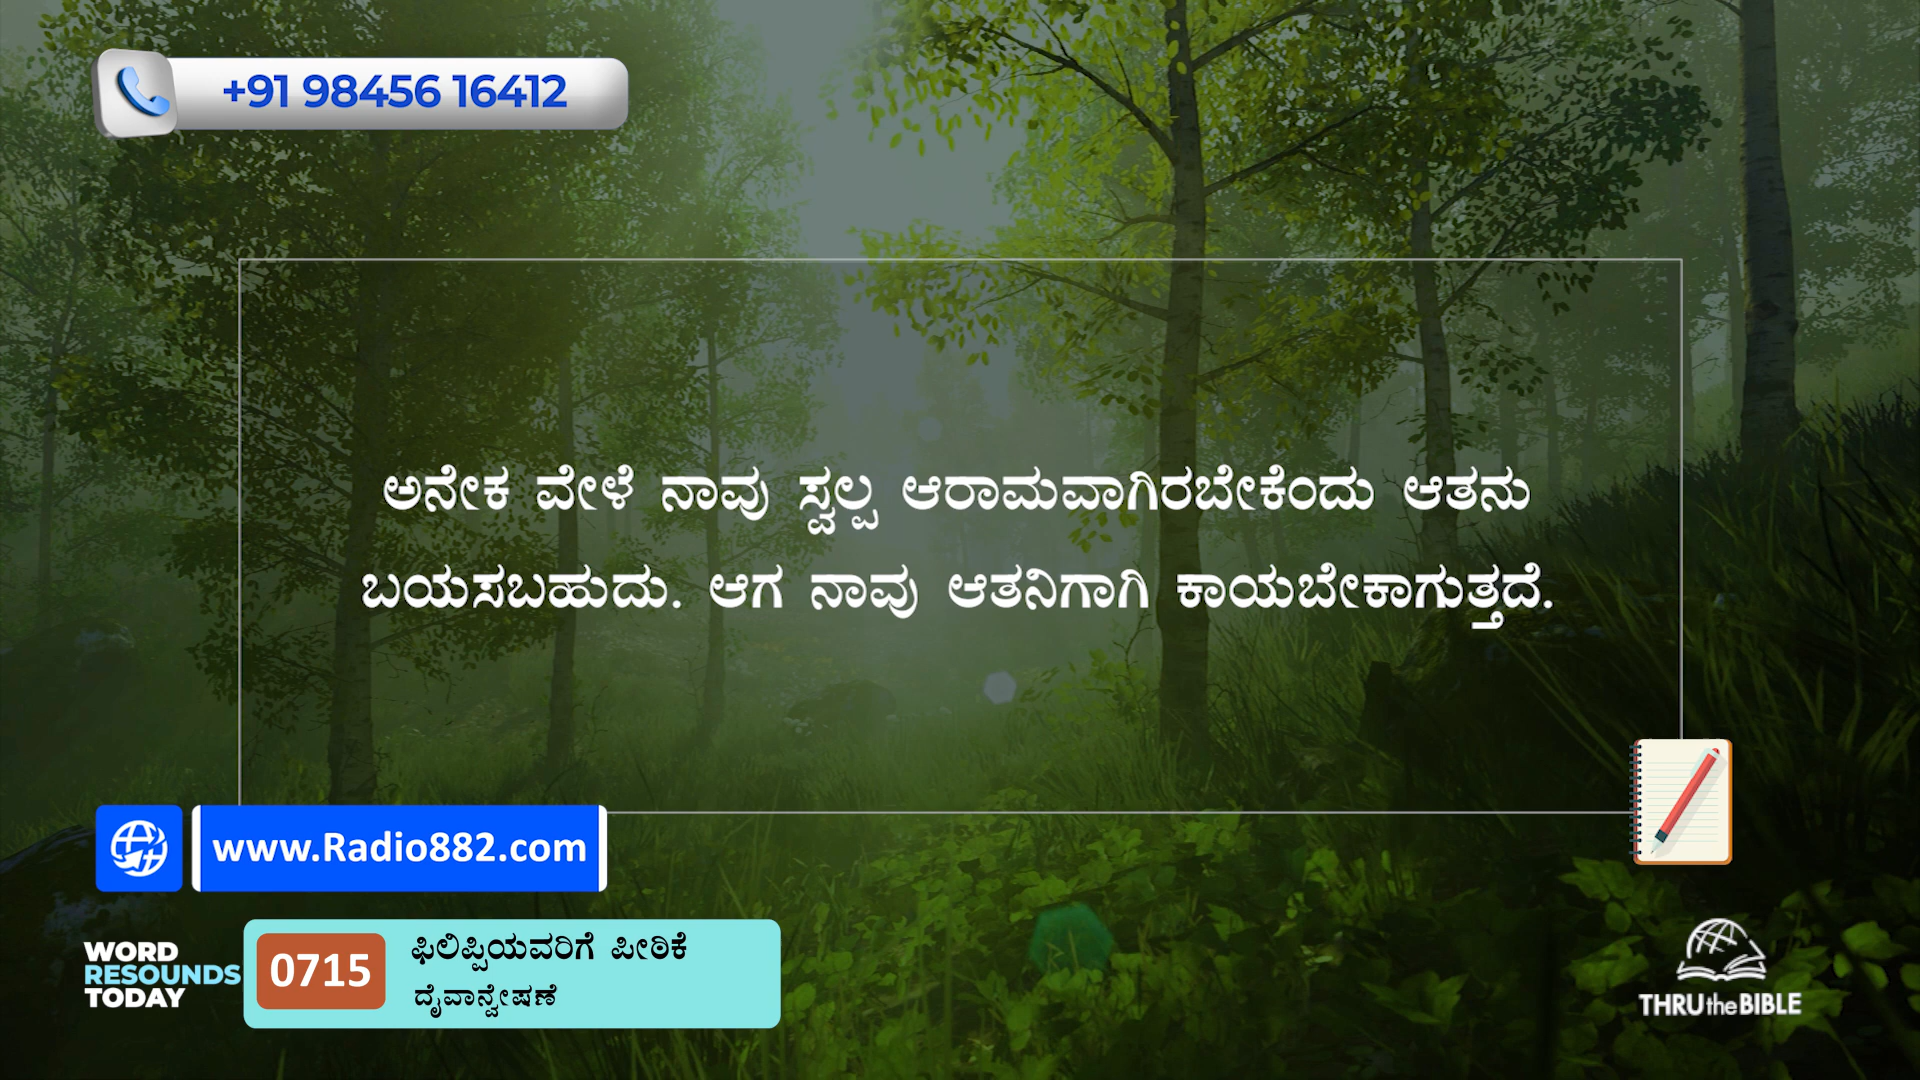 +91 98456 16412
ಅನೇಕ ವೇಳೆ ನಾವು ಸ್ವಲ್ಪ ಆರಾಮವಾಗಿರಬೇಕೆಂದು ಆತನು
ಬಯಸಬಹುದು. ಆಗ ನಾವು ಆತನಿಗಾಗಿ ಕಾಯಬೇಕಾಗುತ್ತದೆ.
www.Radio882.com
WORD
RESOUNDS
TODAY
0715
ಫಿಲಿಪ್ಪಿಯವರಿಗೆ ಪೀಠಿಕೆ
ದೈವಾನ್ವೇಷಣೆ
THRU the BIBLE